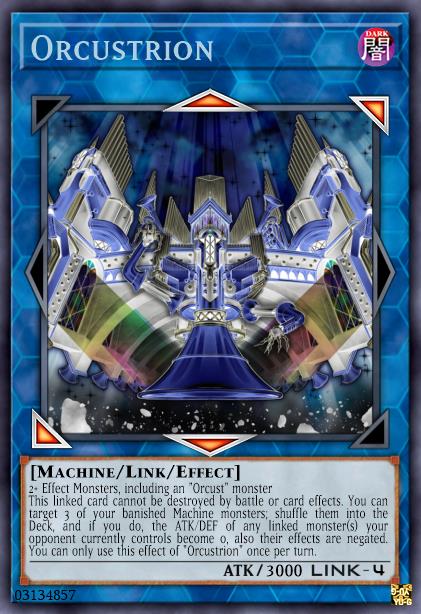 ORCUSTRION
DARK
闇
[MACHINE/LINK/EFFECT]
2+ Effect Monsters, including an "Orcust" monster
This linked card cannot be destroyed by battle or card effects. You can
target 3 of your banished Machine monsters; shuffle them into the
Deck, and if you do, the ATK/DEF of any linked monster(s) your
opponent currently controls become 0, also their effects are negated.
You can only use this effect of "Orcustrion" once per turn.
ATK/3000 LINK-4
03134857